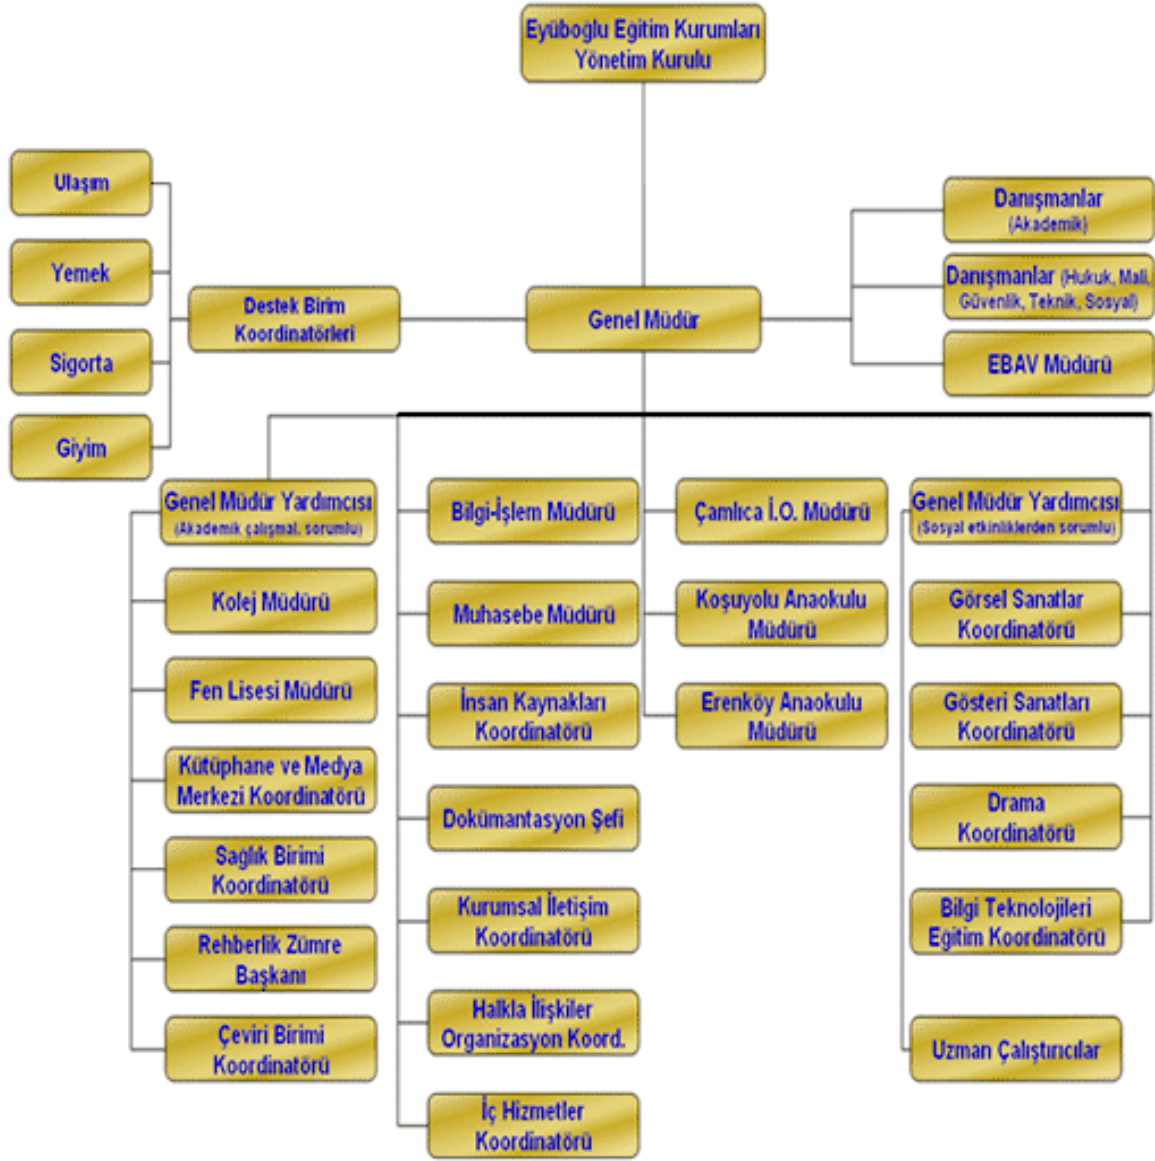 Eyüboğlu Eğitim Kurumları
Yönetim Kurulu
Ulaşım
Yemek
Sigorta
Giyim
Destek Birim
Koordinatörleri
Genel Müdür
Danışmanlar
(Akademik)
Danışmanlar (Hukuk, Mali,
Güvenlik, Teknik, Sosyal)
EBAV Müdürü
Genel Müdür Yardımcısı
(Akademik çalışmal. sorumlu)
Kolej Müdürü
Fen Lisesi Müdürü
Kütüphane ve Medya
Merkezi Koordinatörü
Sağlık Birimi
Koordinatörü
Rehberlik Zümre
Başkanı
Çeviri Birimi
Koordinatörü
Bilgi-İşlem Müdürü
Muhasebe Müdürü
İnsan Kaynakları
Koordinatörü
Dokümantasyon Şefi
Kurumsal İletişim
Koordinatörü
Halkla İlişkiler
Organizasyon Koord.
İç Hizmetler
Koordinatörü
Çamlıca İ.O. Müdürü
Koşuyolu Anaokulu
Müdürü
Erenköy Anaokulu
Müdürü
Genel Müdür Yardımcısı
(Sosyal etkinliklerden sorumlu)
Görsel Sanatlar
Koordinatörü
Gösteri Sanatları
Koordinatörü
Drama
Koordinatörü
Bilgi Teknolojileri
Eğitim Koordinatörü
Uzman Çalıştırıcılar